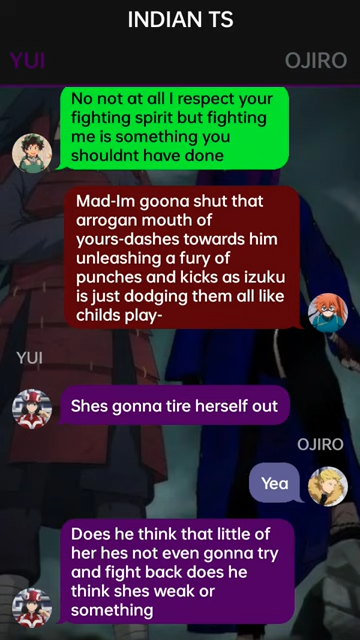 INDIAN TS
YUI
OJIRO
No not at all I respect your
fighting spirit but fighting
me is something you
shouldnt have done
Mad-Im goona shut that
arrogan mouth of
yours-dashes towards him
unleashing a fury of
punches and kicks as izuku
is just dodging them all like
childs play-
YUI
Shes gonna tire herself out
OJIRO
Yea
Does he think that little of
her hes not even gonna try
and fight back does he
think shes weak or
something